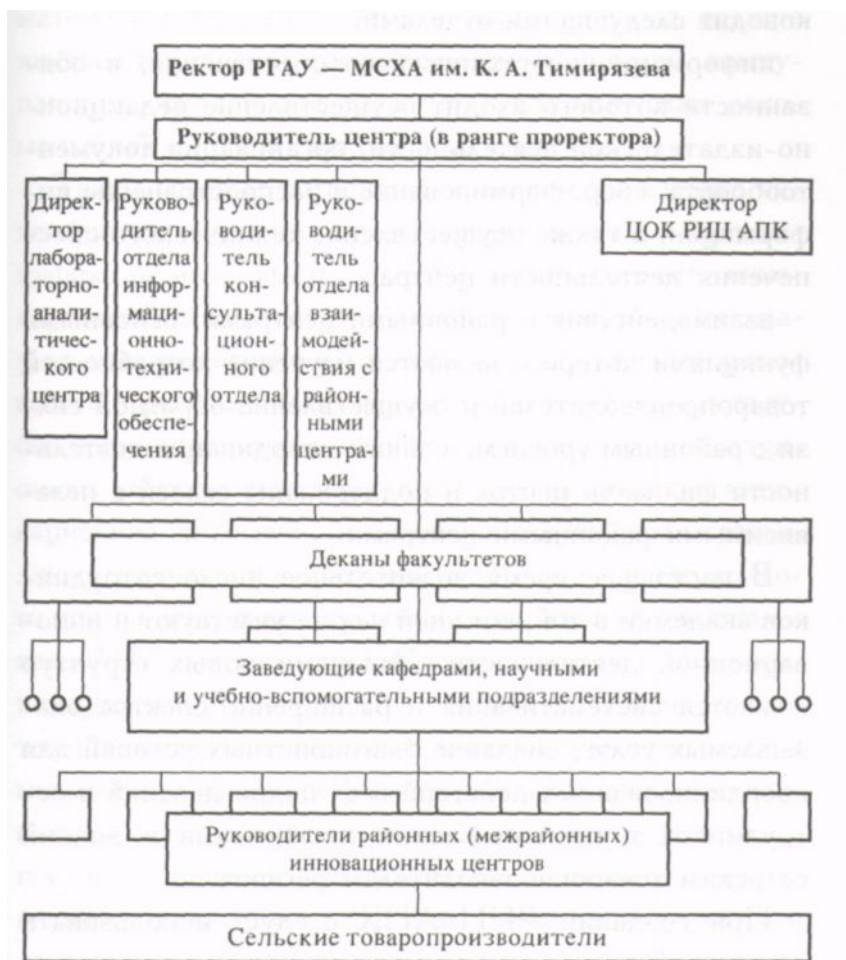 Ректор РГАУ — МСХА им. К. А. Тимирязева
Руководитель центра (в ранге проректора)
Дирек-
тор
лабора-
торно-
анали-
тичес-
кого
центра
Руково-
дитель
отдела
инфор-
маци-
онно-
техни-
ческого
обеспе-
чения
Руко-
води-
тель
кон-
сульта-
цион-
ного
отдела
Руко-
води-
тель
отдела
взаи-
модей-
ствия с
район-
ными
центра-
ми
Директор
ЦОК РИЦ АПК
Деканы факультетов
Заведующие кафедрами, научными
и учебно-вспомогательными подразделениями
Руководители районных (межрайонных)
инновационных центров
Сельские товаропроизводители